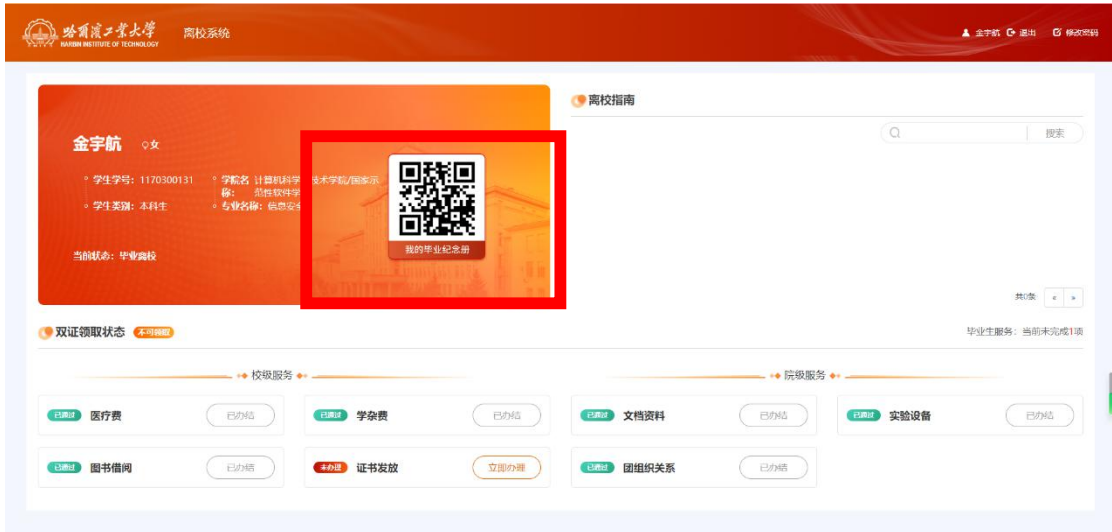 哈爾濱工業大學
HARBIN INSTITUTE OF TECHNOLOGY
离校系统
金宇航 退出 修改密码
金宇航 女
学生学号：1170300131
学院名称：计算机科学 技术学院/国家示范性软件学
学生类别：本科生
专业名称：信息安全
当前状态：毕业离校
我的毕业纪念册
离校指南
搜索
共0条 « »
双证领取状态 不可领取
毕业生服务：当前未完成1项
校级服务
院级服务
已通过 医疗费 已办结
已通过 学杂费 已办结
已通过 文档资料 已办结
已通过 实验设备 已办结
已通过 图书借阅 已办结
未办理 证书发放 立即办理
已通过 团组织关系 已办结